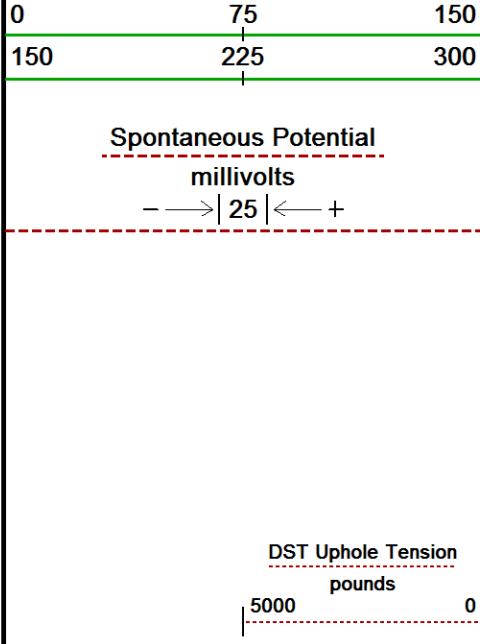 0 75 150
150 225 300
Spontaneous Potential
millivolts
− 25 +
DST Uphole Tension
pounds
5000 0